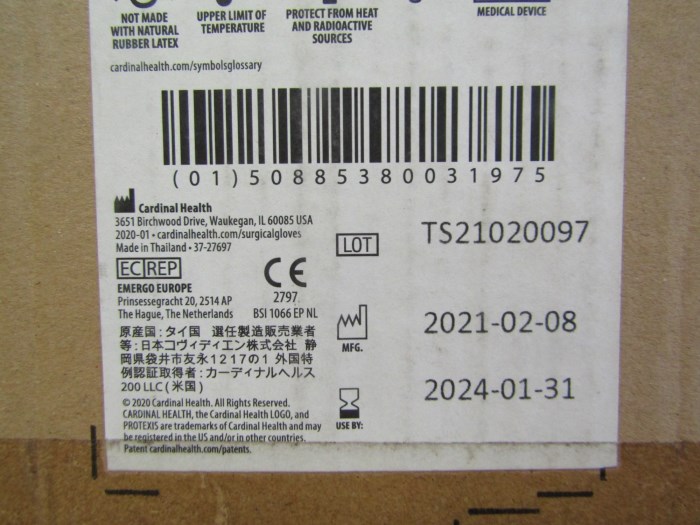 NOT MADE
WITH NATURAL
RUBBER LATEX
UPPER LIMIT OF
TEMPERATURE
PROTECT FROM HEAT
AND RADIOACTIVE
SOURCES
MEDICAL DEVICE
cardinalhealth.com/symbolsglossary
(01)50885380031975
Cardinal Health
3651 Birchwood Drive, Waukegan, IL 60085 USA
2020-01 • cardinalhealth.com/surgicalgloves
Made in Thailand • 37-27697
EC REP
EMERGO EUROPE
Prinsessegracht 20, 2514 AP
The Hague, The Netherlands
CE
2797
BSI 1066 EP NL
原産国:タイ国 選任製造販売業者
等:日本コヴィディエン株式会社 静
岡県袋井市友永1217の1 外国特
例認証取得者:カーディナルヘルス
200 LLC (米国)
© 2020 Cardinal Health. All Rights Reserved.
CARDINAL HEALTH, the Cardinal Health LOGO, and
PROTEXIS are trademarks of Cardinal Health and may
be registered in the US and/or in other countries.
Patent cardinalhealth.com/patents.
LOT
TS21020097
MFG.
2021-02-08
USE BY:
2024-01-31